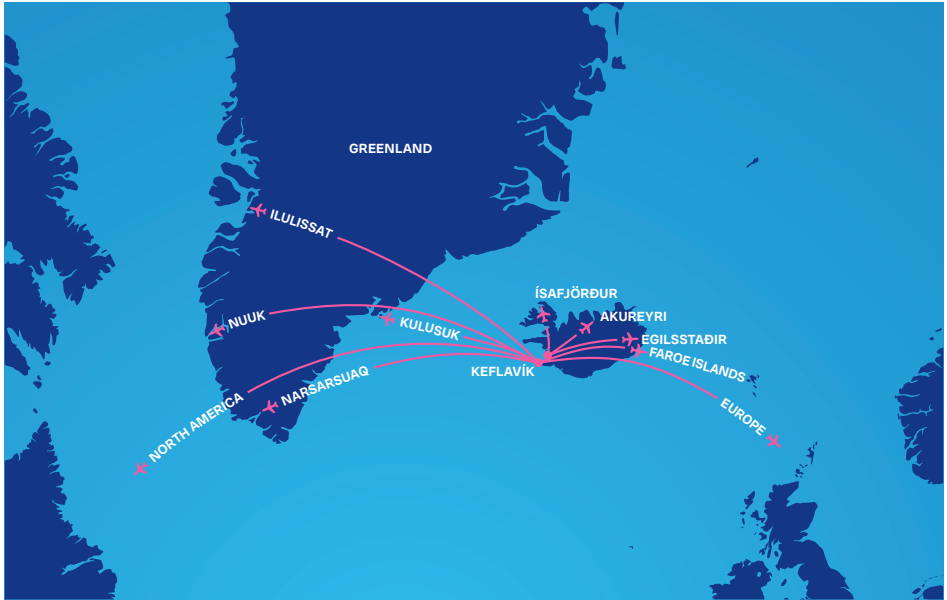 GREENLAND
ILULISSAT
ÍSAFJÖRÐUR
NUUK
AKUREYRI
KULUSUK
EGILSSTAÐIR
FAROE ISLANDS
KEFLAVÍK
NARSARSUAQ
NORTH AMERICA
EUROPE